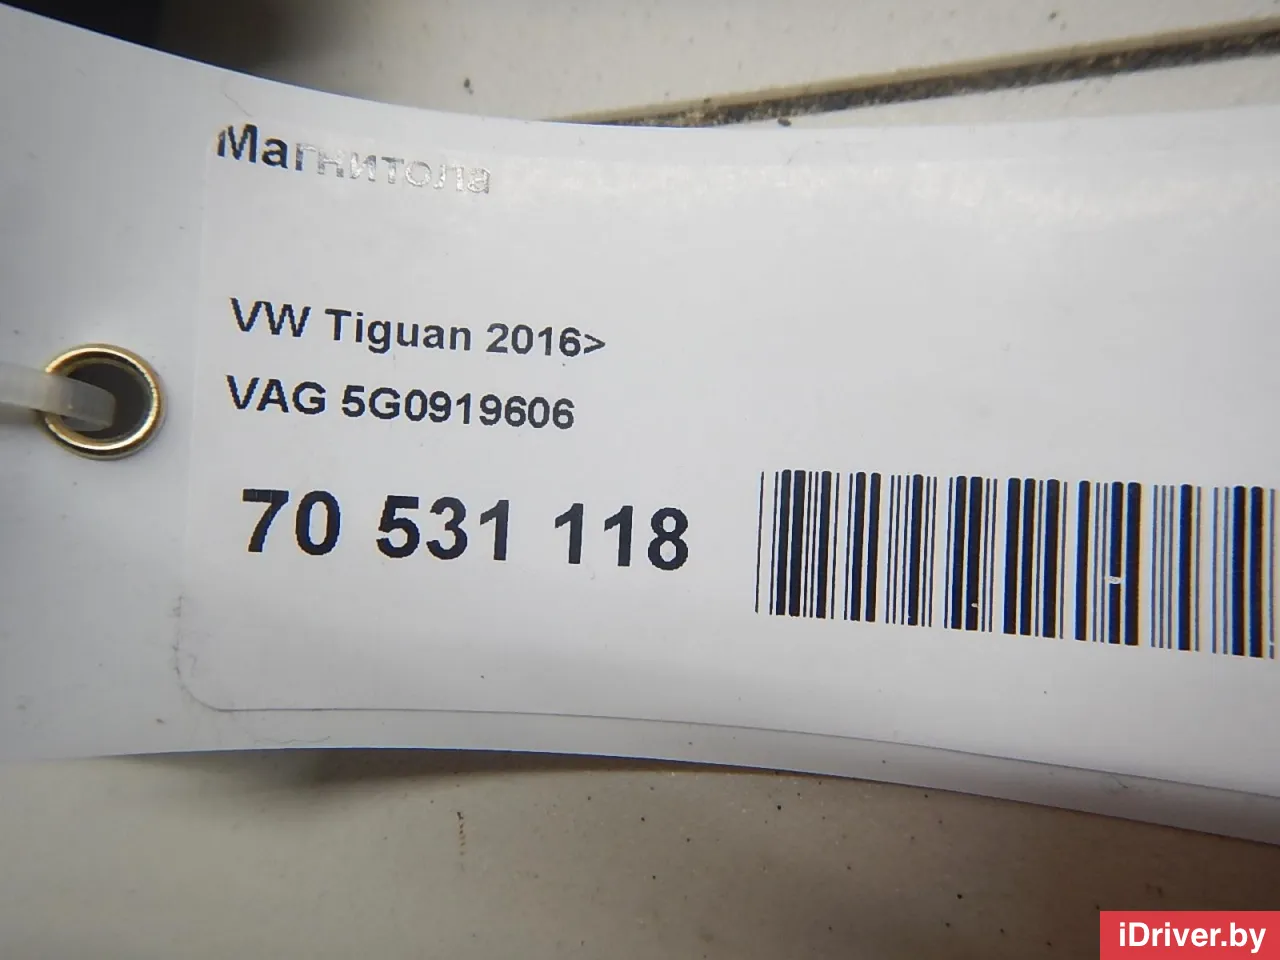 Магнитола
VW Tiguan 2016>
VAG 5G0919606
70 531 118
iDriver.by